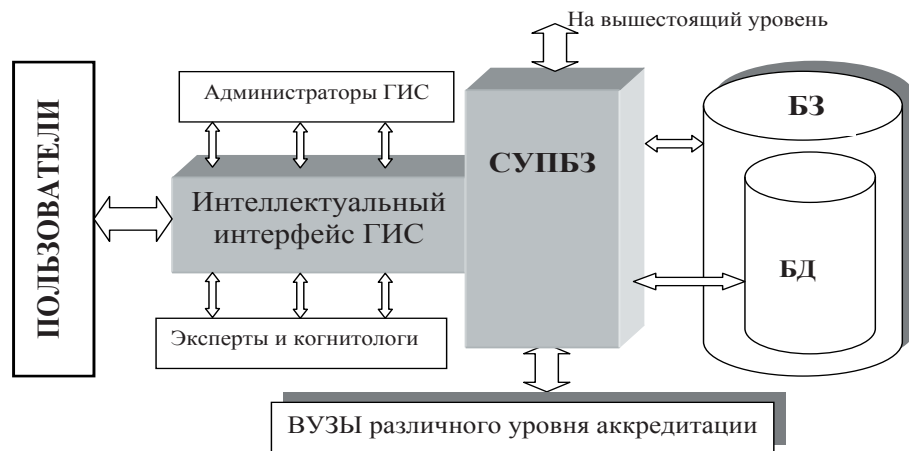 На вышестоящий уровень
ПОЛЬЗОВАТЕЛИ
Администраторы ГИС
Интеллектуальный
интерфейс ГИС
Эксперты и когнитологи
СУПБЗ
БЗ
БД
ВУЗЫ различного уровня аккредитации